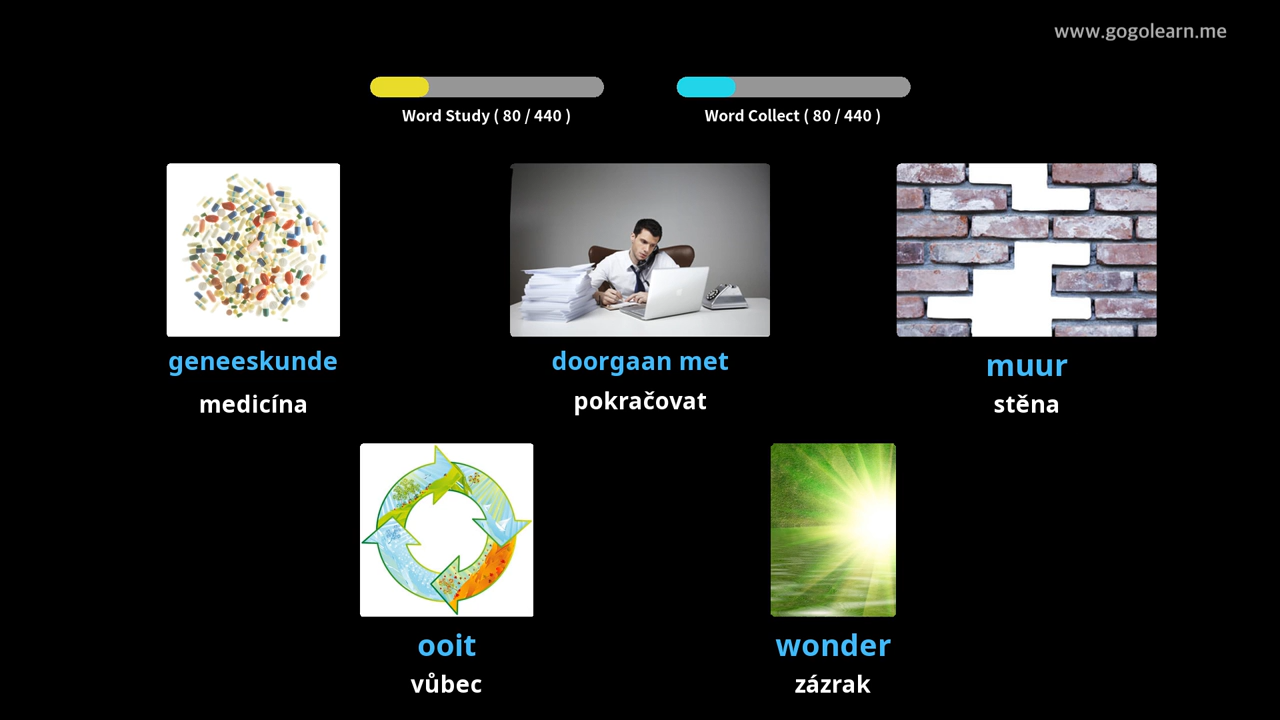 www.gogolearn.me
Word Study ( 80 / 440 )
Word Collect ( 80 / 440 )
geneeskunde
medicína
doorgaan met
pokračovat
muur
stěna
ooit
vůbec
wonder
zázrak